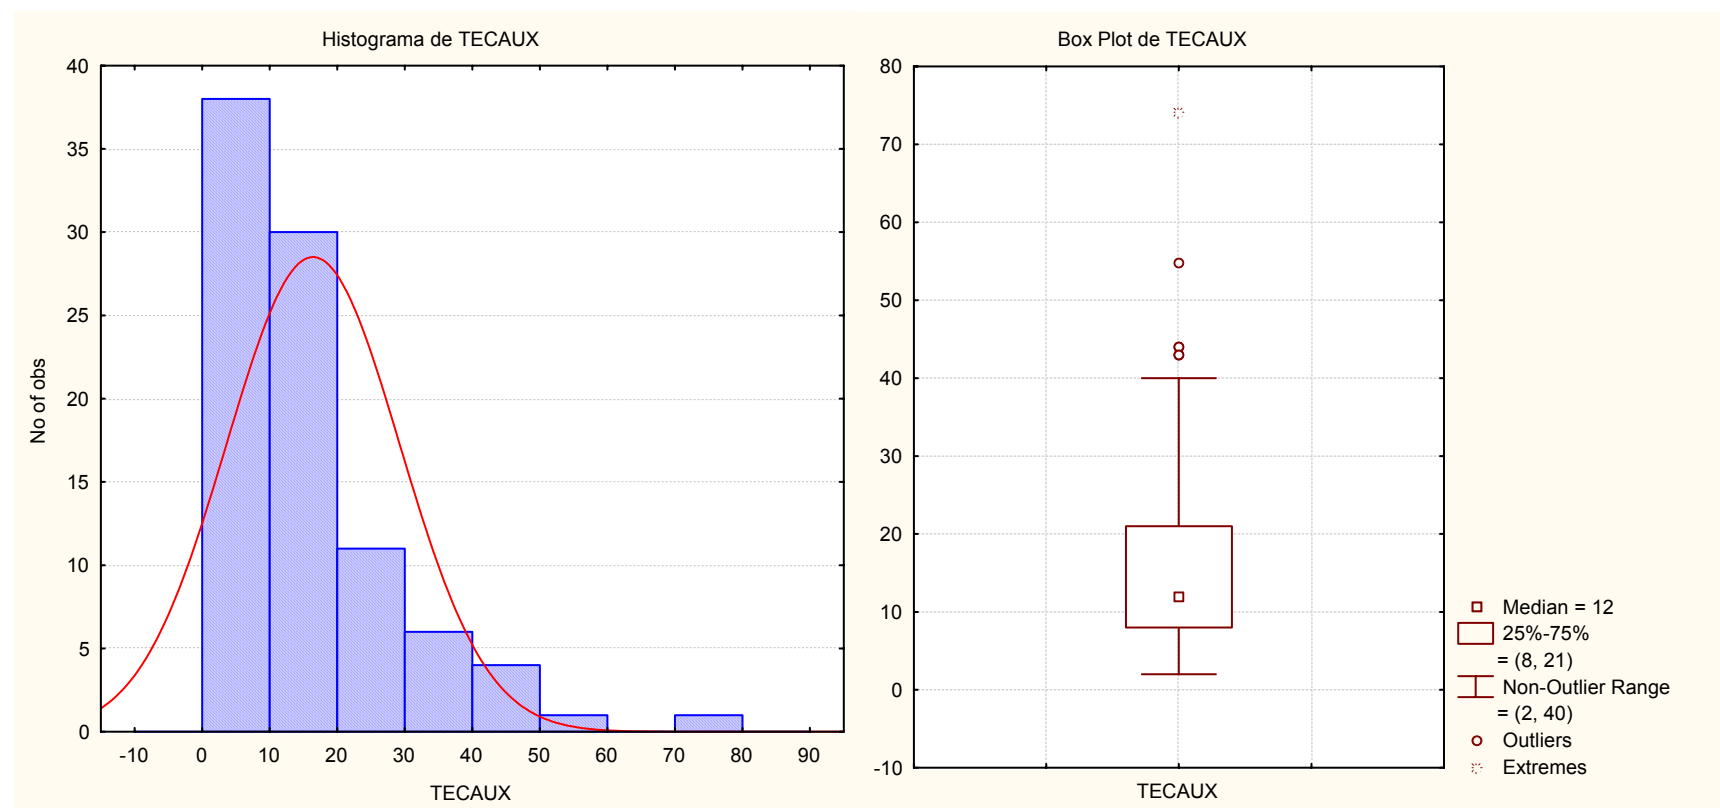 Histograma de TECAUX
40
35
30
25
20
15
10
5
0
No of obs
-10 0 10 20 30 40 50 60 70 80 90
TECAUX
Box Plot de TECAUX
80
70
60
50
40
30
20
10
0
-10
TECAUX
Median = 12
25%-75%
= (8, 21)
Non-Outlier Range
= (2, 40)
Outliers
Extremes